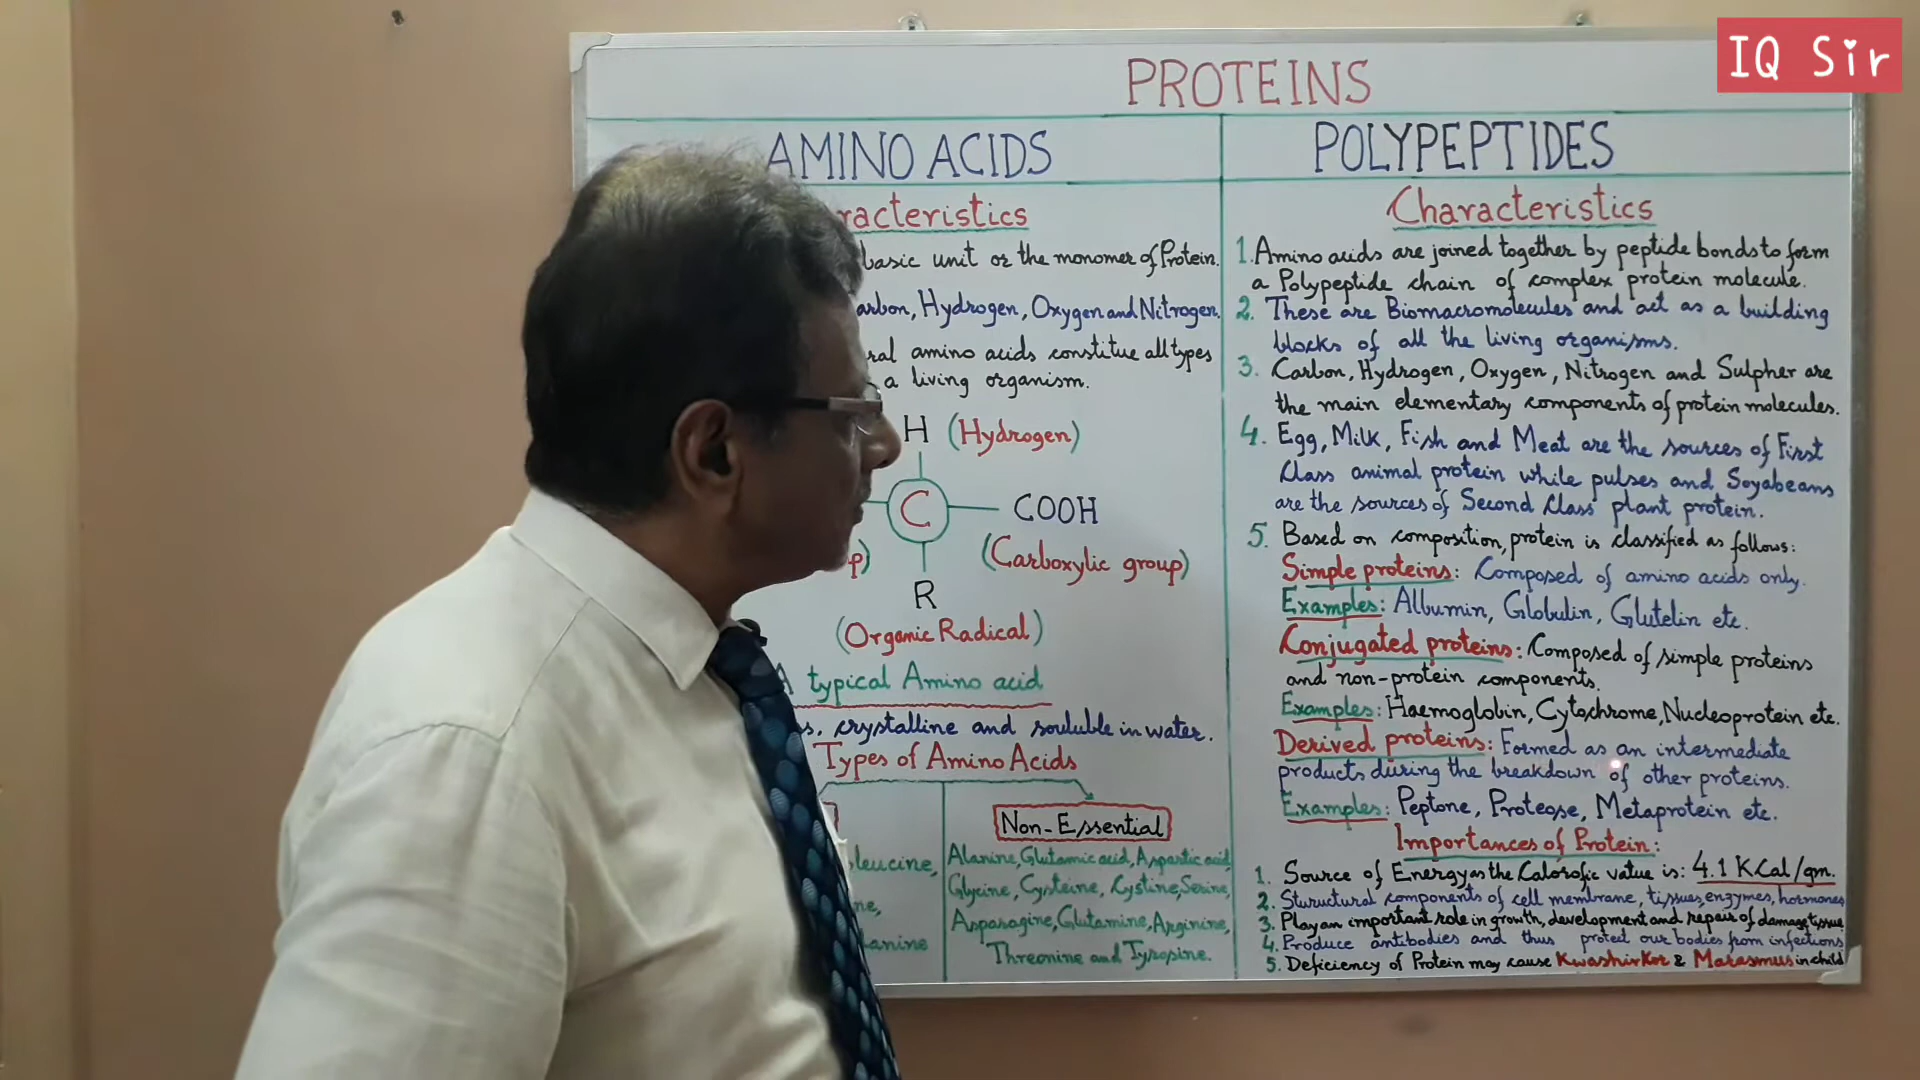 IQ Sir
PROTEINS
AMINO ACIDS
racteristics
basic unit or the monomer of Protein.
arbon, Hydrogen, Oxygen and Nitrogen.
ral amino acids constitue all types
a living organism.
H (Hydrogen)
C COOH
p) (Carboxylic group)
R
(Organic Radical)
A typical Amino acid
s, crystalline and souluble in water.
Types of Amino Acids
leucine,
ne,
lanine
Non-Essential
Alanine, Glutamic acid, Aspartic acid
Glycine, Cysteine, Cystine, Serine,
Asparagine, Glutamine, Arginine,
Threonine and Tyrosine.
POLYPEPTIDES
Characteristics
1. Amino acids are joined together by peptide bonds to form
a Polypeptide chain of complex protein molecule.
2. These are Biomacromolecules and act as a building
blocks of all the living organisms.
3. Carbon, Hydrogen, Oxygen, Nitrogen and Sulpher are
the main elementary components of protein molecules.
4. Egg, Milk, Fish and Meat are the sources of First
Class animal protein while pulses and Soyabeans
are the sources of Second Class plant protein.
5. Based on composition, protein is classified as follows:
Simple proteins: Composed of amino acids only.
Examples: Albumin, Globulin, Glutelin etc.
Conjugated proteins: Composed of simple proteins
and non-protein components.
Examples: Haemoglobin, Cytochrome, Nucleoprotein etc.
Derived proteins: Formed as an intermediate
products during the breakdown of other proteins.
Examples: Peptone, Proteose, Metaprotein etc.
Importances of Protein:
1. Source of Energy as the Calorofic vatue is: 4.1 KCal/gm.
2. Stuructural components of cell membrane, tissues, enzymes, hormones
3. Play an important role in growth, development and repair of damage tissue
4. Produce antibodies and thus protect our bodies from infections
5. Deficiency of Protein may cause Kwashirkor & Marasmus in child